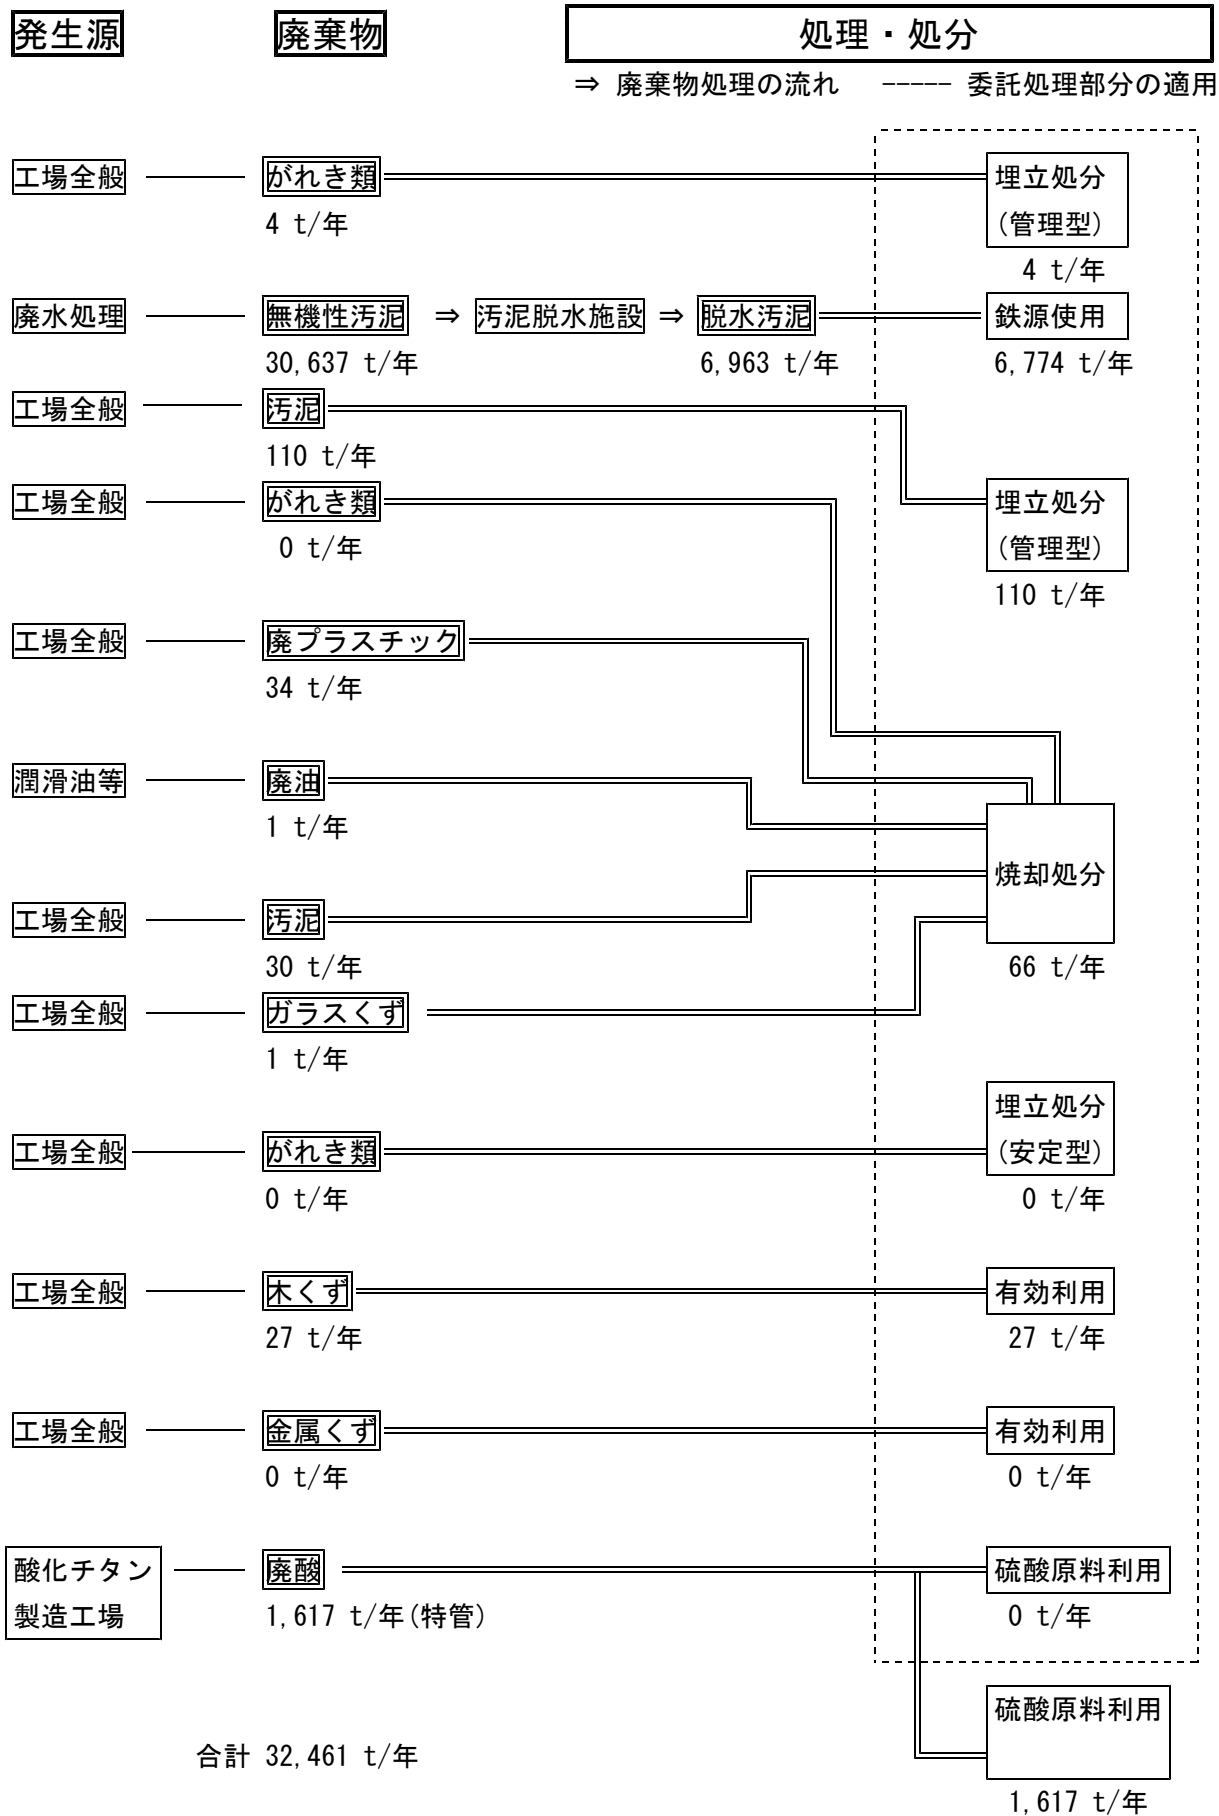 発生源 廃棄物 処理・処分
⇒ 廃棄物処理の流れ ----- 委託処理部分の適用
工場全般 がれき類 埋立処分
4 t/年 (管理型)
4 t/年
廃水処理 無機性汚泥 ⇒ 汚泥脱水施設 ⇒ 脱水汚泥 鉄源使用
30,637 t/年 6,963 t/年 6,774 t/年
工場全般 汚泥
110 t/年
工場全般 がれき類 埋立処分
0 t/年 (管理型)
110 t/年
工場全般 廃プラスチック
34 t/年
潤滑油等 廃油
1 t/年
焼却処分
工場全般 汚泥
30 t/年 66 t/年
工場全般 ガラスくず
1 t/年
埋立処分
工場全般 がれき類 (安定型)
0 t/年 0 t/年
工場全般 木くず 有効利用
27 t/年 27 t/年
工場全般 金属くず 有効利用
0 t/年 0 t/年
酸化チタン 廃酸 硫酸原料利用
製造工場 1,617 t/年(特管) 0 t/年
硫酸原料利用
合計 32,461 t/年
1,617 t/年